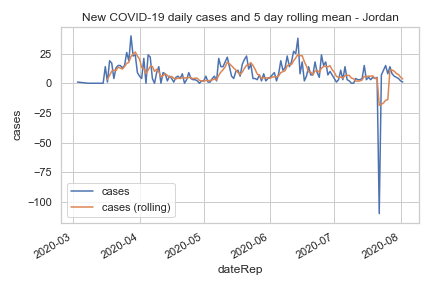 New COVID-19 daily cases and 5 day rolling mean - Jordan
cases
25
0
−25
−50
−75
−100
cases
cases (rolling)
2020-03
2020-04
2020-05
2020-06
2020-07
2020-08
dateRep